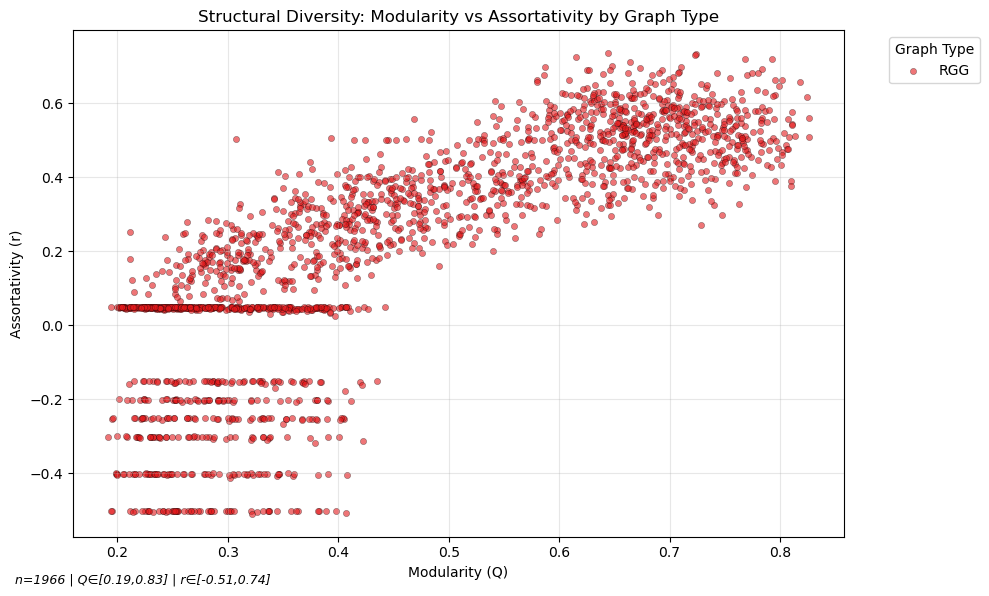 Structural Diversity: Modularity vs Assortativity by Graph Type
Graph Type
RGG
Assortativity (r)
0.6
0.4
0.2
0.0
−0.2
−0.4
0.2 0.3 0.4 0.5 0.6 0.7 0.8
Modularity (Q)
n=1966 | Q∈[0.19,0.83] | r∈[-0.51,0.74]